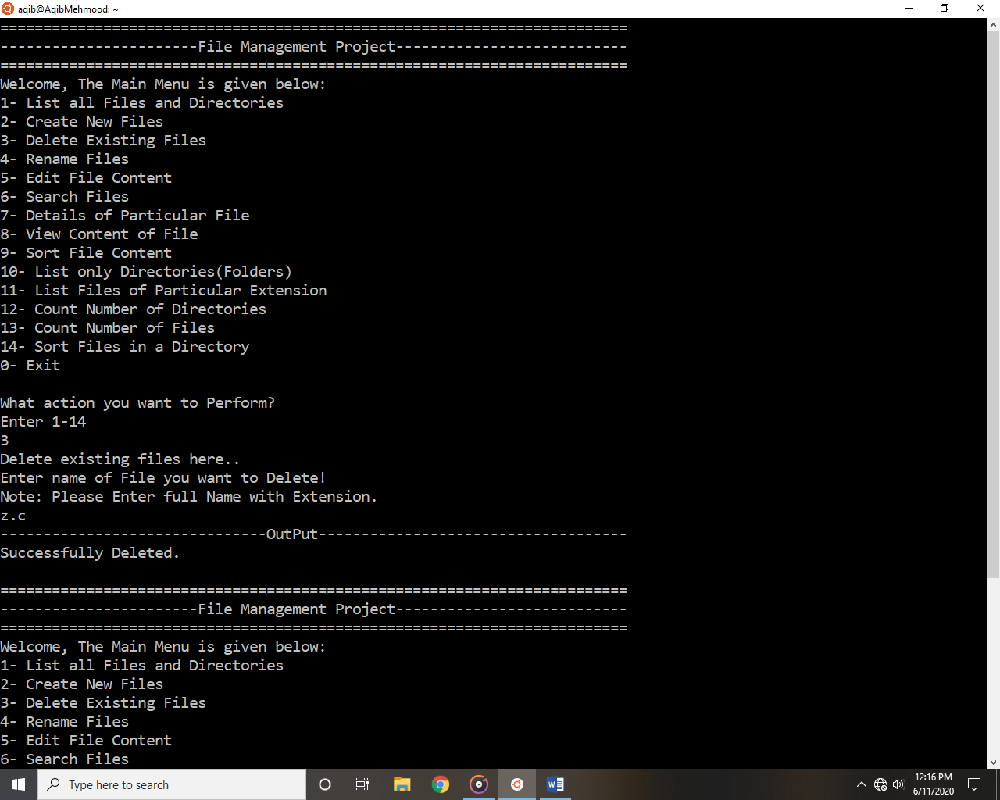 aqib@AqibMehmood: ~
=========================================================================
-----------------------File Management Project---------------------------
=========================================================================
Welcome, The Main Menu is given below:
1- List all Files and Directories
2- Create New Files
3- Delete Existing Files
4- Rename Files
5- Edit File Content
6- Search Files
7- Details of Particular File
8- View Content of File
9- Sort File Content
10- List only Directories(Folders)
11- List Files of Particular Extension
12- Count Number of Directories
13- Count Number of Files
14- Sort Files in a Directory
0- Exit
What action you want to Perform?
Enter 1-14
3
Delete existing files here..
Enter name of File you want to Delete!
Note: Please Enter full Name with Extension.
z.c
-------------------------------OutPut------------------------------------
Successfully Deleted.
=========================================================================
-----------------------File Management Project---------------------------
=========================================================================
Welcome, The Main Menu is given below:
1- List all Files and Directories
2- Create New Files
3- Delete Existing Files
4- Rename Files
5- Edit File Content
6- Search Files
Type here to search
12:16 PM
6/11/2020